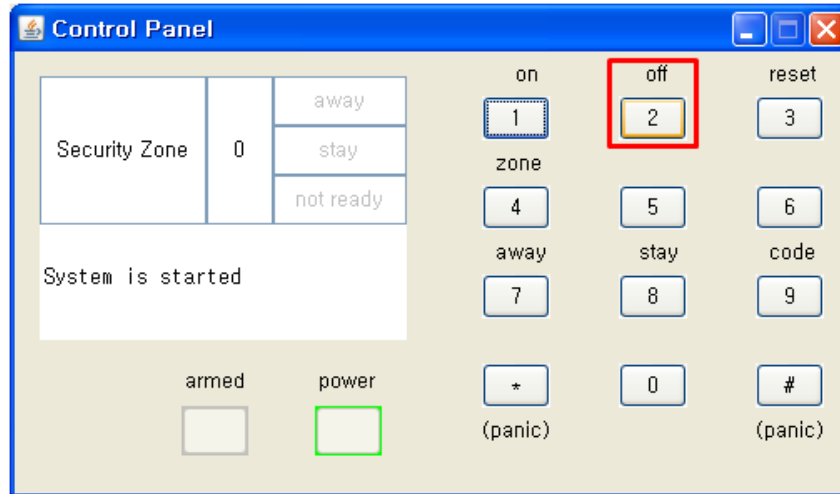 Control Panel
Security Zone
0
away
stay
not ready
System is started
armed
power
on
off
reset
1
2
3
zone
4
5
6
away
stay
code
7
8
9
*
0
#
(panic)
(panic)